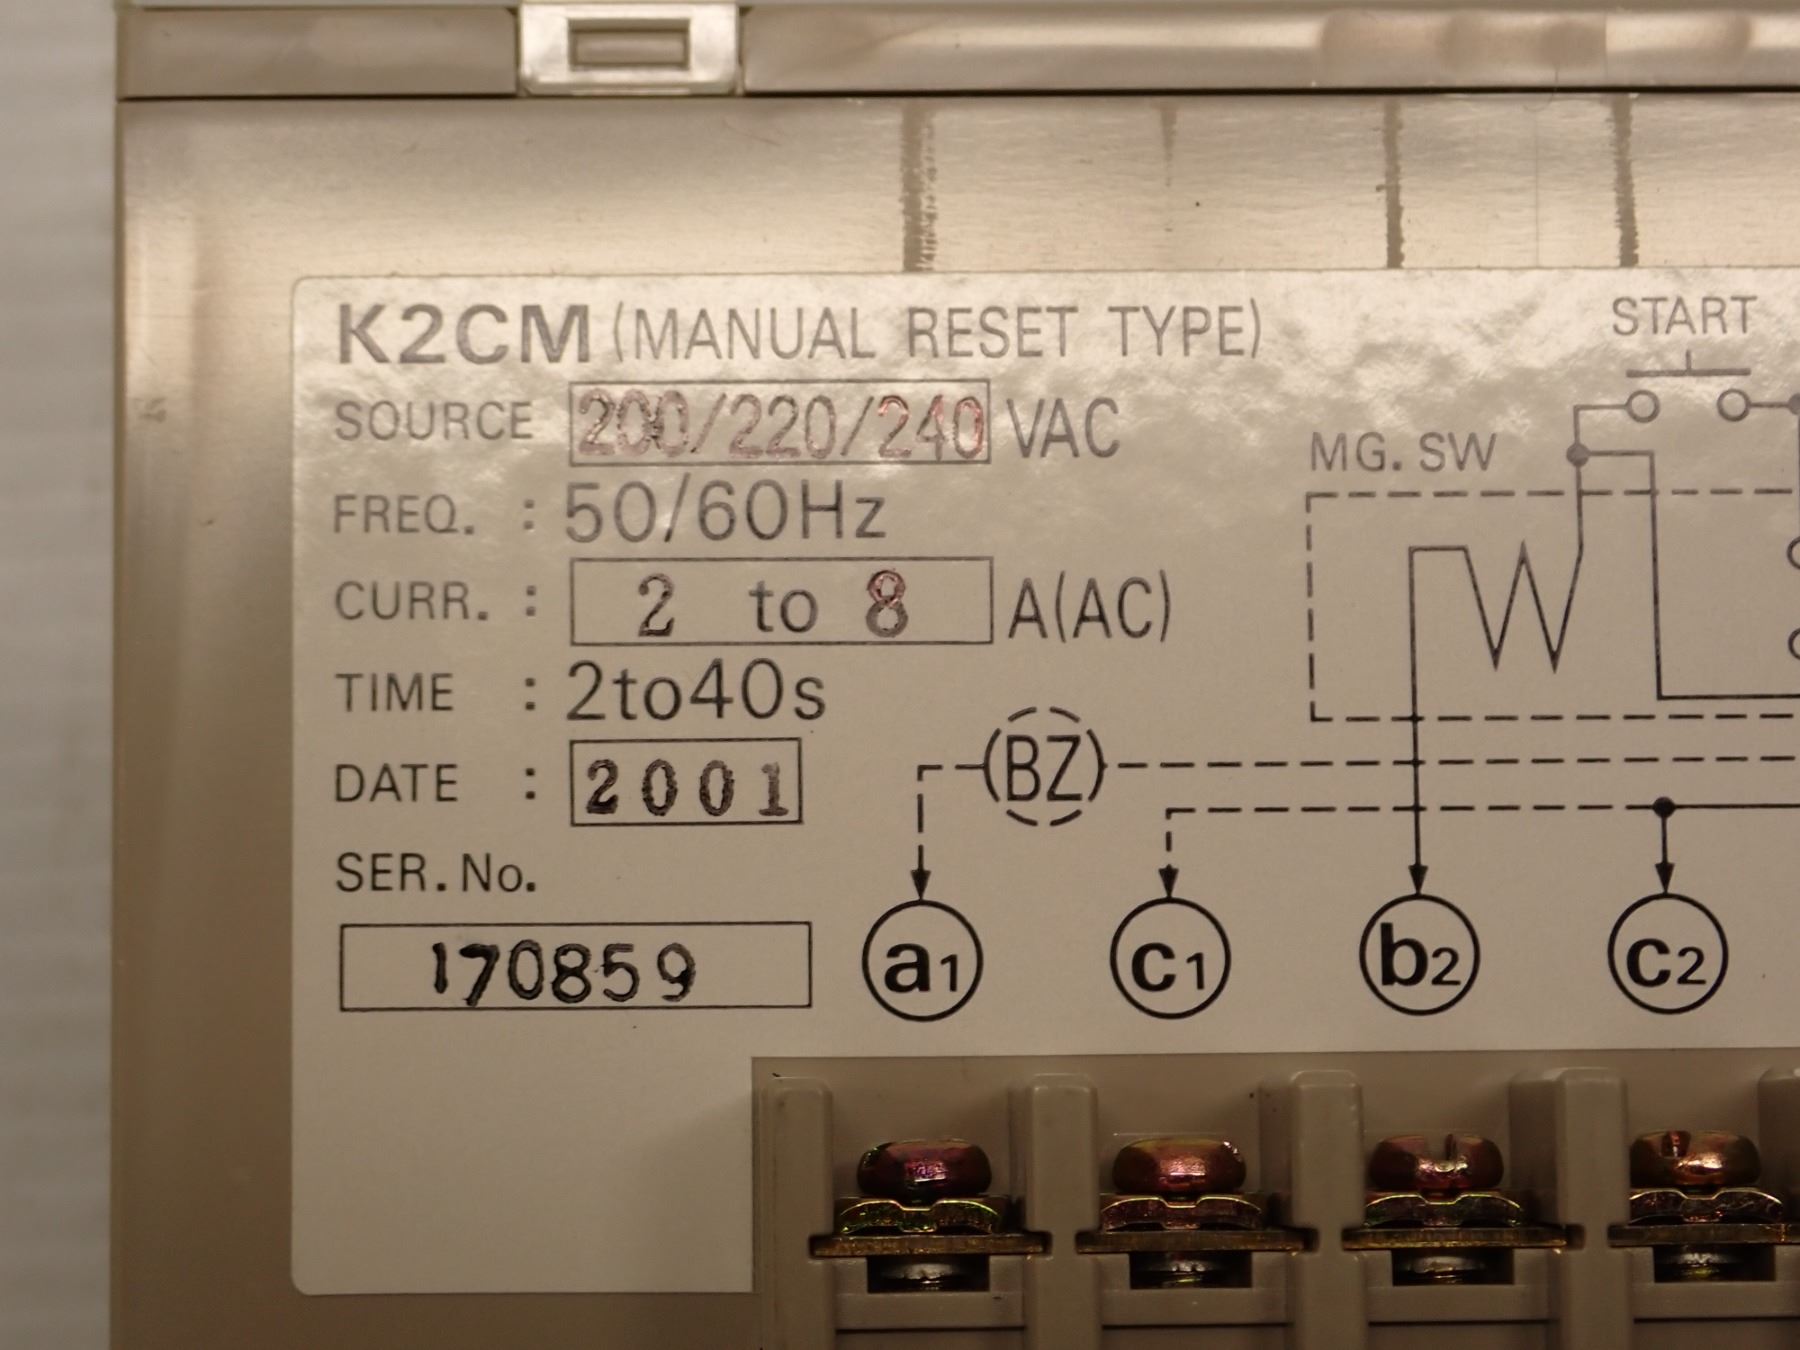 K2CM (MANUAL RESET TYPE)
SOURCE 200/220/240 VAC
FREQ. : 50/60Hz
CURR. : 2 to 8 A(AC)
TIME : 2to40s
DATE : 2001
SER. No.
170859
START
MG. SW
BZ
a1 c1 b2 c2